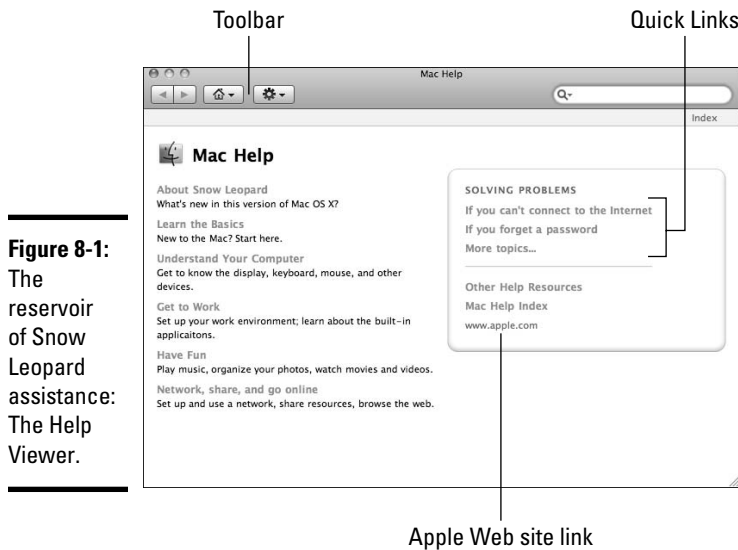 Toolbar
Quick Links
Mac Help
Index
Mac Help
About Snow Leopard
What's new in this version of Mac OS X?
Learn the Basics
New to the Mac? Start here.
Understand Your Computer
Get to know the display, keyboard, mouse, and other
devices.
Get to Work
Set up your work environment; learn about the built-in
applicaitons.
Have Fun
Play music, organize your photos, watch movies and videos.
Network, share, and go online
Set up and use a network, share resources, browse the web.
SOLVING PROBLEMS
If you can't connect to the Internet
If you forget a password
More topics...
Other Help Resources
Mac Help Index
www.apple.com
Figure 8-1:
The
reservoir
of Snow
Leopard
assistance:
The Help
Viewer.
Apple Web site link